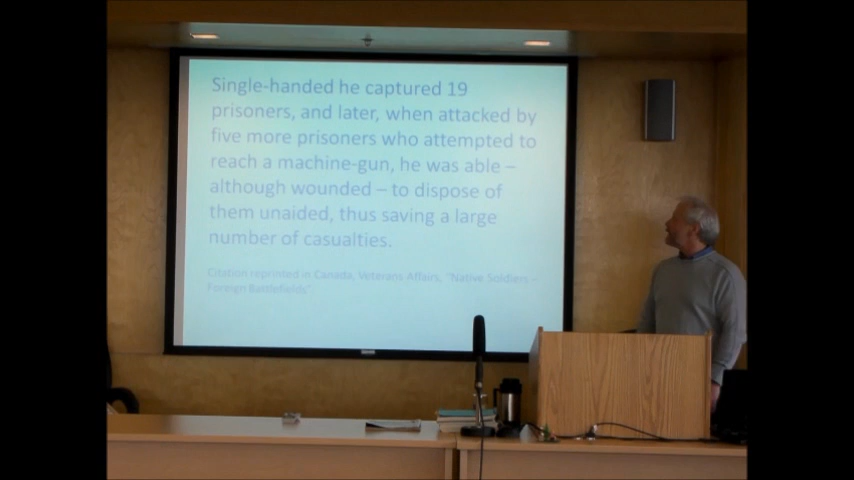 Single-handed he captured 19
prisoners, and later, when attacked by
five more prisoners who attempted to
reach a machine-gun, he was able –
although wounded – to dispose of
them unaided, thus saving a large
number of casualties.
Citation reprinted in Canada, Veterans Affairs, "Native Soldiers –
Foreign Battlefields"